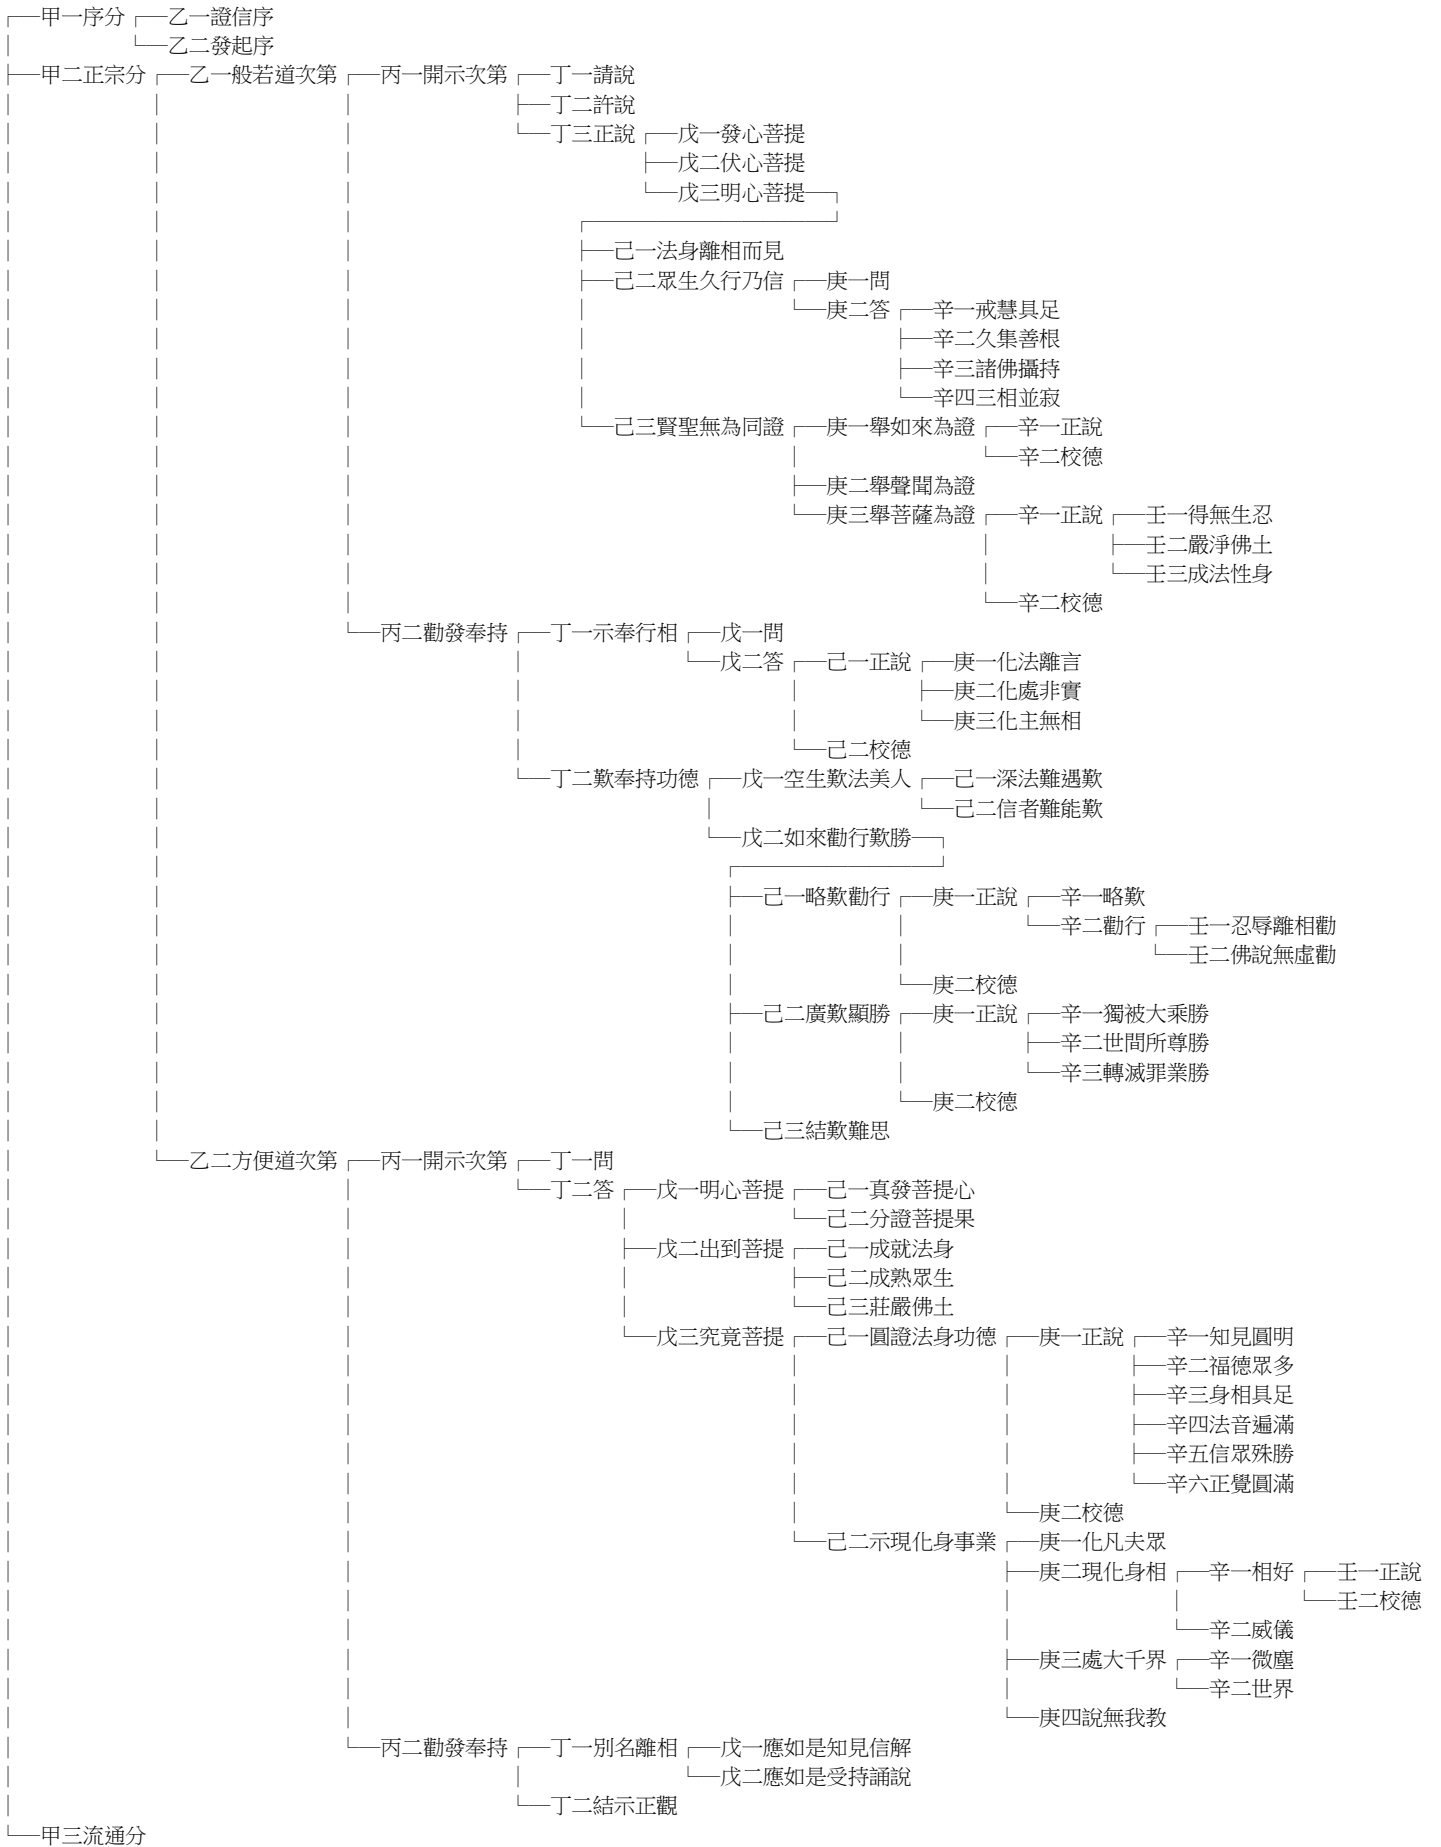 甲一序分 乙一證信序
乙二發起序
甲二正宗分 乙一般若道次第 丙一開示次第 丁一請說
丁二許說
丁三正說 戊一發心菩提
戊二伏心菩提
戊三明心菩提
己一法身離相而見
己二眾生久行乃信 庚一問
庚二答 辛一戒慧具足
辛二久集善根
辛三諸佛攝持
辛四三相並寂
己三賢聖無為同證 庚一舉如來為證 辛一正說
辛二校德
庚二舉聲聞為證
庚三舉菩薩為證 辛一正說 壬一得無生忍
壬二嚴淨佛土
壬三成法性身
辛二校德
丙二勸發奉持 丁一示奉行相 戊一問
戊二答 己一正說 庚一化法離言
庚二化處非實
庚三化主無相
己二校德
丁二歎奉持功德 戊一空生歎法美人 己一深法難遇歎
己二信者難能歎
戊二如來勸行歎勝
己一略歎勸行 庚一正說 辛一略歎
辛二勸行 壬一忍辱離相勸
壬二佛說無虛勸
庚二校德
己二廣歎顯勝 庚一正說 辛一獨被大乘勝
辛二世間所尊勝
辛三轉滅罪業勝
庚二校德
己三結歎難思
乙二方便道次第 丙一開示次第 丁一問
丁二答 戊一明心菩提 己一真發菩提心
己二分證菩提果
戊二出到菩提 己一成就法身
己二成熟眾生
己三莊嚴佛土
戊三究竟菩提 己一圓證法身功德 庚一正說 辛一知見圓明
辛二福德眾多
辛三身相具足
辛四法音遍滿
辛五信眾殊勝
辛六正覺圓滿
庚二校德
己二示現化身事業 庚一化凡夫眾
庚二現化身相 辛一相好 壬一正說
壬二校德
辛二威儀
庚三處大千界 辛一微塵
辛二世界
庚四說無我教
丙二勸發奉持 丁一別名離相 戊一應如是知見信解
戊二應如是受持誦說
丁二結示正觀
甲三流通分